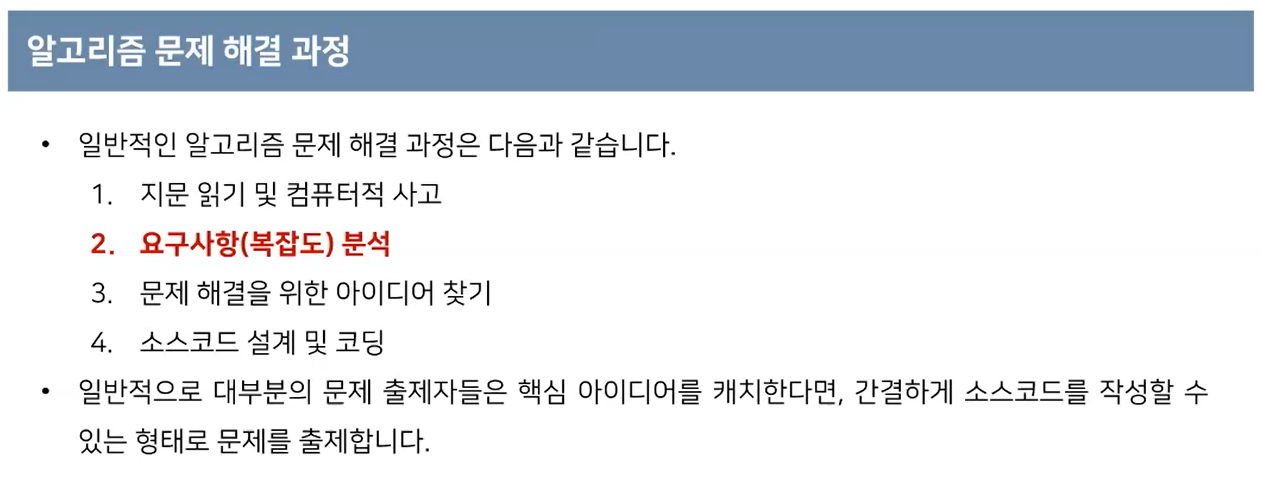 알고리즘 문제 해결 과정
• 일반적인 알고리즘 문제 해결 과정은 다음과 같습니다.
1. 지문 읽기 및 컴퓨터적 사고
2. 요구사항(복잡도) 분석
3. 문제 해결을 위한 아이디어 찾기
4. 소스코드 설계 및 코딩
• 일반적으로 대부분의 문제 출제자들은 핵심 아이디어를 캐치한다면, 간결하게 소스코드를 작성할 수
있는 형태로 문제를 출제합니다.